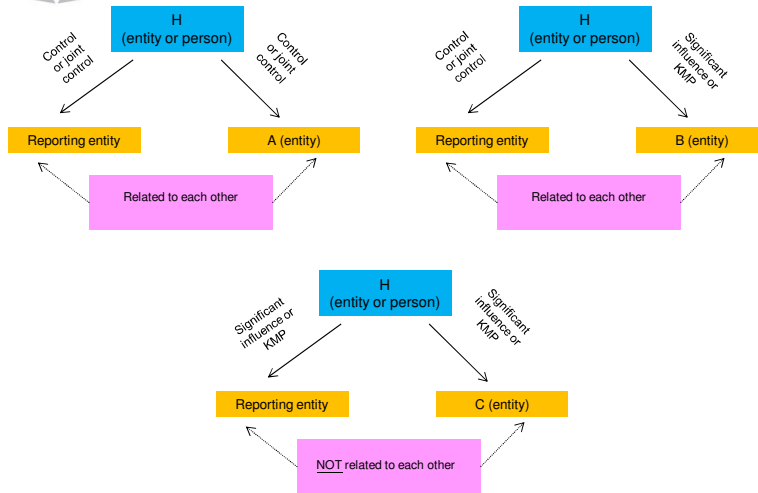 H
(entity or person)
Control
or joint
control
Control
or joint
control
Reporting entity
A (entity)
Related to each other
H
(entity or person)
Control
or joint
control
Significant
influence or
KMP
Reporting entity
B (entity)
Related to each other
H
(entity or person)
Significant
influence or
KMP
Significant
influence or
KMP
Reporting entity
C (entity)
NOT related to each other